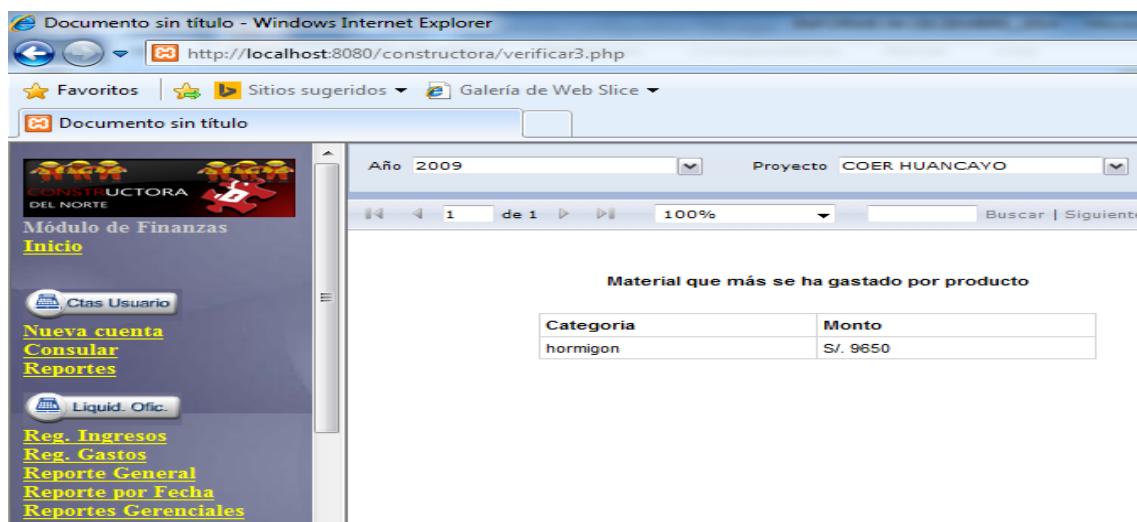 Documento sin título - Windows Internet Explorer
http://localhost:8080/constructora/verificar3.php
Favoritos Sitios sugeridos Galería de Web Slice
Documento sin título
CONSTRUCTORA
DEL NORTE
Módulo de Finanzas
Inicio
Ctas Usuario
Nueva cuenta
Consular
Reportes
Liquid. Ofic.
Reg. Ingresos
Reg. Gastos
Reporte General
Reporte por Fecha
Reportes Gerenciales
Año 2009 Proyecto COER HUANCAYO
1 de 1 100% Buscar | Siguiente
Material que más se ha gastado por producto
Categoria Monto
hormigon S/. 9650